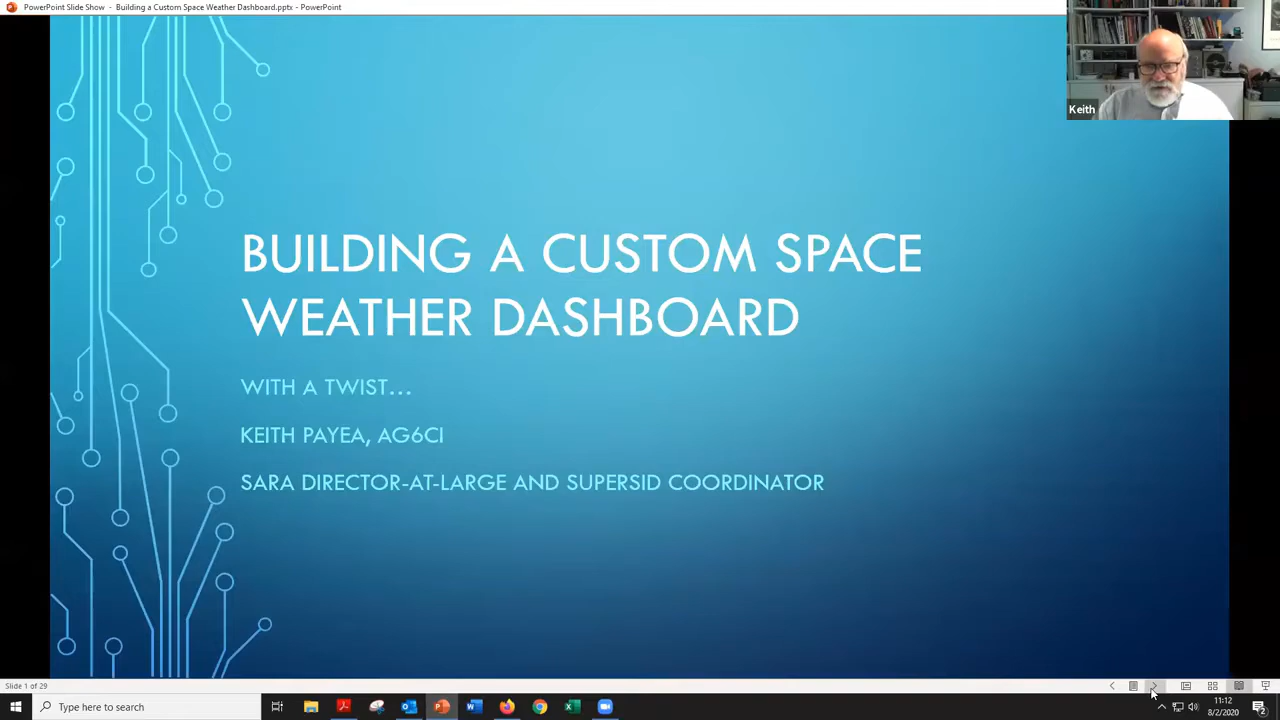 PowerPoint Slide Show - Building a Custom Space Weather Dashboard.pptx - PowerPoint
Keith
BUILDING A CUSTOM SPACE
WEATHER DASHBOARD
WITH A TWIST...
KEITH PAYEA, AG6CI
SARA DIRECTOR-AT-LARGE AND SUPERSID COORDINATOR
Slide 1 of 29
Type here to search
11:12
8/2/2020
2